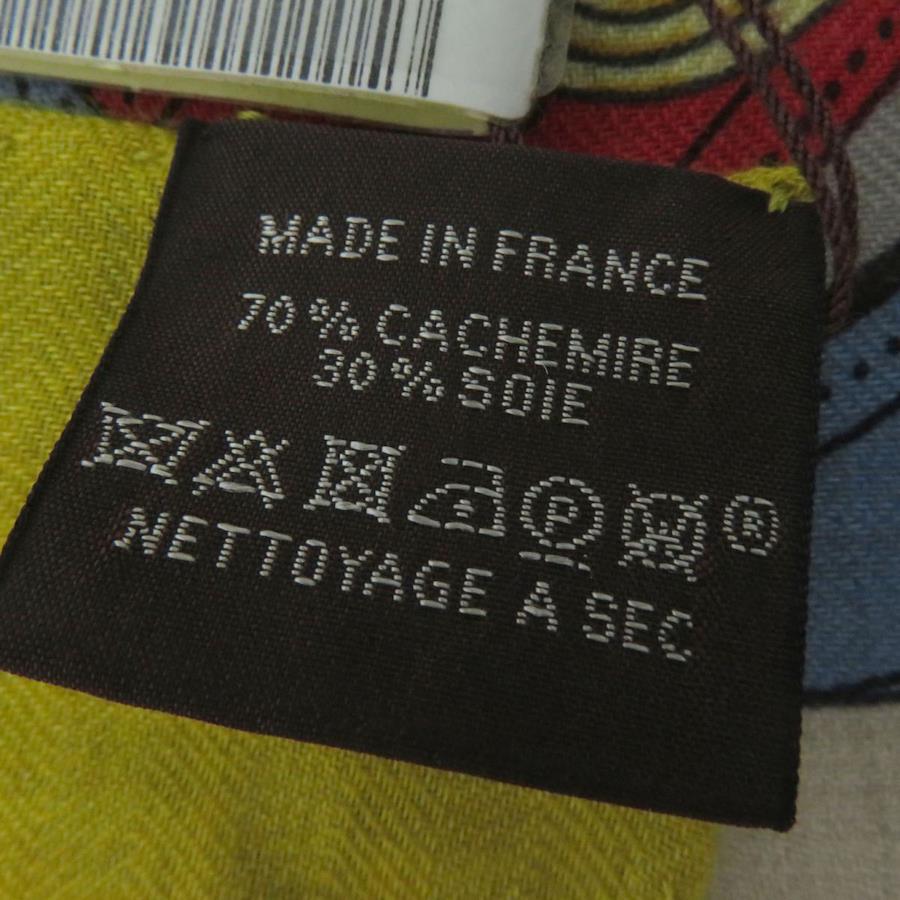 MADE IN FRANCE
70 % CACHEMIRE
30 % SOIE
P ®
NETTOYAGE A SEC